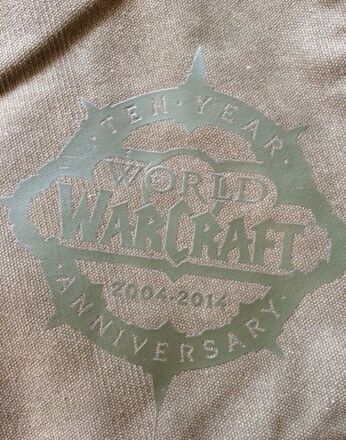 TEN · YEAR
WORLD
WARCRAFT
2004-2014
· ANNIVERSARY ·